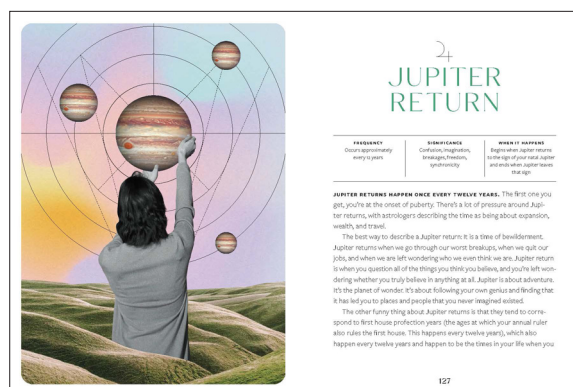 JUPITER
RETURN
FREQUENCY
Occurs approximately
every 12 years
SIGNIFICANCE
Confusion, imagination,
breakages, freedom,
synchronicity
WHEN IT HAPPENS
Begins when Jupiter returns
to the sign of your natal Jupiter
and ends when Jupiter leaves
that sign
JUPITER RETURNS HAPPEN ONCE EVERY TWELVE YEARS. The first one you
get, you're at the onset of puberty. There's a lot of pressure around Jupi-
ter returns, with astrologers describing the time as being about expansion,
wealth, and travel.
The best way to describe a Jupiter return: It is a time of bewilderment.
Jupiter returns when we go through our worst breakups, when we quit our
jobs, and when we are left wondering who we even think we are. Jupiter return
is when you question all of the things you think you believe, and you're left won-
dering whether you truly believe in anything at all. Jupiter is about adventure.
It's the planet of wonder. It's about following your own genius and finding that
it has led you to places and people that you never imagined existed.
The other funny thing about Jupiter returns is that they tend to corre-
spond to first house profection years (the ages at which your annual ruler
also rules the first house. This happens every twelve years), which also
happen every twelve years and happen to be the times in your life when you
127